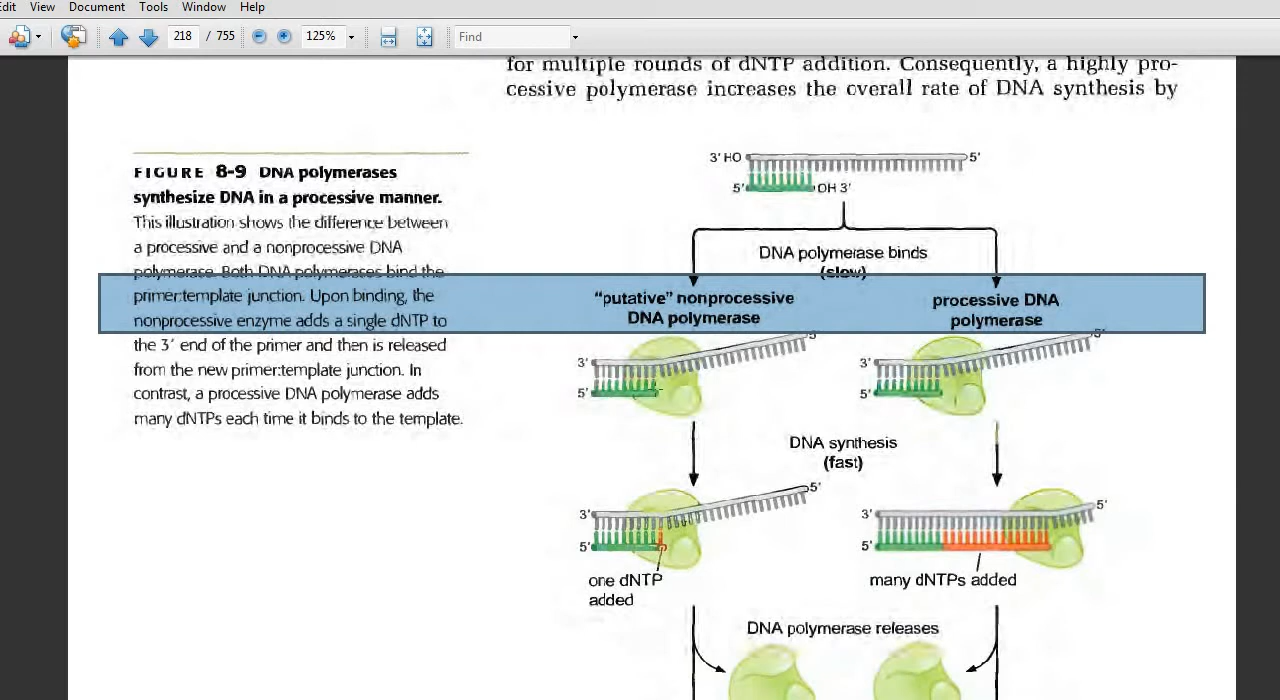 Edit View Document Tools Window Help
218 / 755 125% Find
for multiple rounds of dNTP addition. Consequently, a highly pro-
cessive polymerase increases the overall rate of DNA synthesis by
FIGURE 8-9 DNA polymerases
synthesize DNA in a processive manner.
This illustration shows the difference between
a processive and a nonprocessive DNA
polymerase. Both DNA polymerases bind the
primer:template junction. Upon binding, the
nonprocessive enzyme adds a single dNTP to
the 3′ end of the primer and then is released
from the new primer:template junction. In
contrast, a processive DNA polymerase adds
many dNTPs each time it binds to the template.
3′ HO 5′
5′ OH 3′
DNA polymerase binds
(slow)
“putative” nonprocessive
DNA polymerase
processive DNA
polymerase
3′ 5′
5′
3′ 5′
5′
DNA synthesis
(fast)
3′ 5′
5′
one dNTP
added
3′ 5′
5′
many dNTPs added
DNA polymerase releases